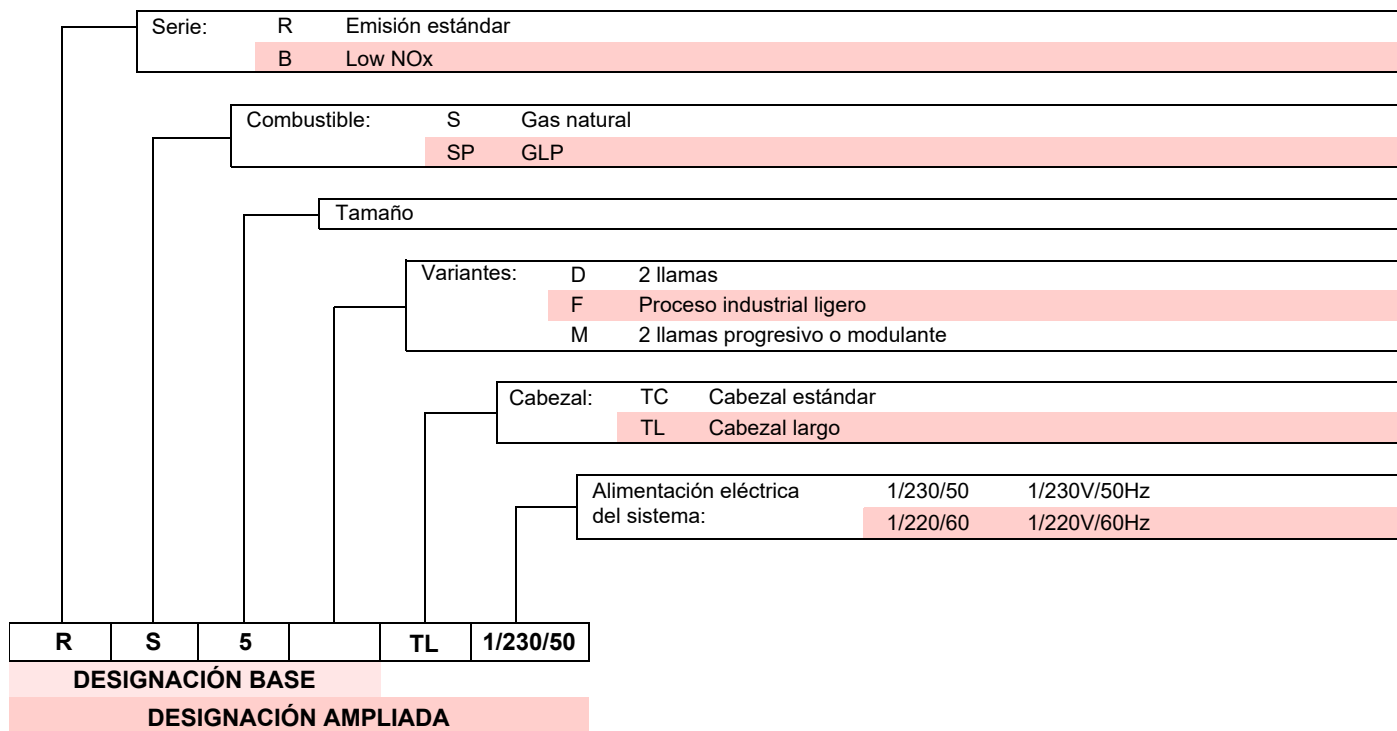 Serie: R Emisión estándar
B Low NOx
Combustible: S Gas natural
SP GLP
Tamaño
Variantes: D 2 llamas
F Proceso industrial ligero
M 2 llamas progresivo o modulante
Cabezal: TC Cabezal estándar
TL Cabezal largo
Alimentación eléctrica 1/230/50 1/230V/50Hz
del sistema: 1/220/60 1/220V/60Hz
R S 5 TL 1/230/50
DESIGNACIÓN BASE
DESIGNACIÓN AMPLIADA